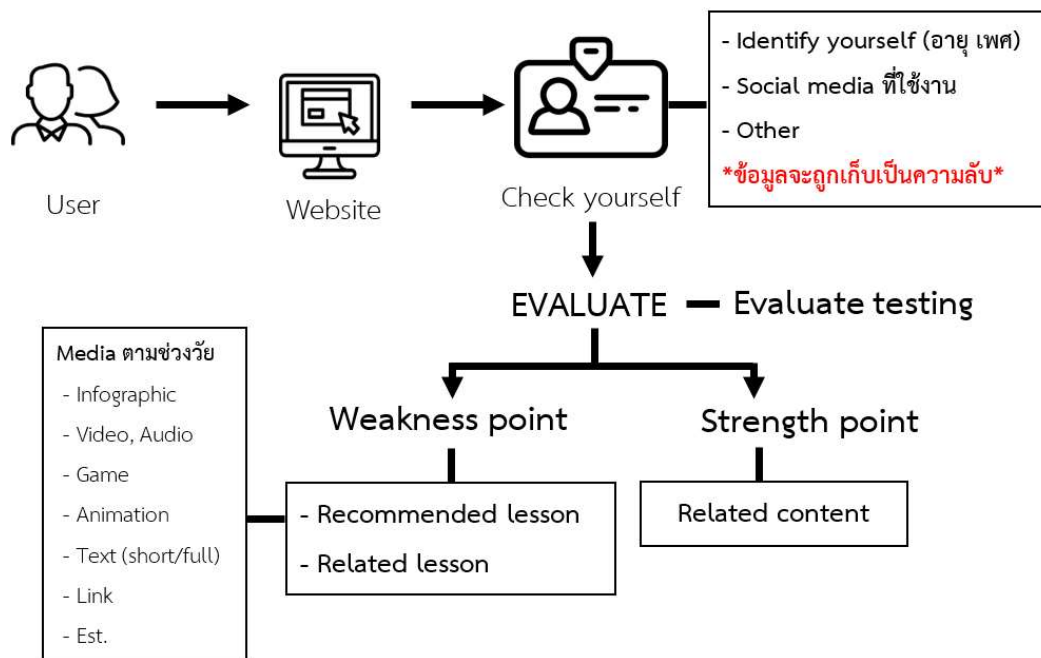 - Identify yourself (อายุ เพศ)
- Social media ที่ใช้งาน
- Other
*ข้อมูลจะถูกเก็บเป็นความลับ*
User
Website
Check yourself
EVALUATE
Evaluate testing
Media ตามช่วงวัย
- Infographic
- Video, Audio
- Game
- Animation
- Text (short/full)
- Link
- Est.
Weakness point
Strength point
- Recommended lesson
- Related lesson
Related content